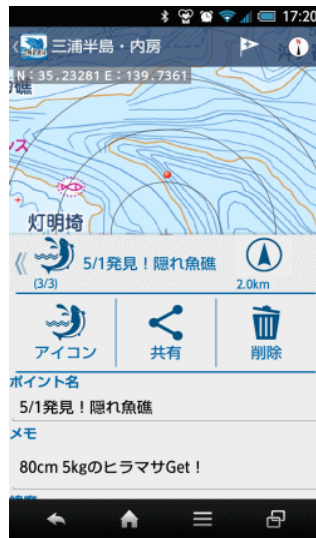 17:20
三浦半島・内房
N：35.23281 E：139.7361
礁
ス
灯明埼
5/1発見！隠れ魚礁
(3/3)
2.0km
アイコン
共有
削除
ポイント名
5/1発見！隠れ魚礁
メモ
80cm 5kgのヒラマサGet！